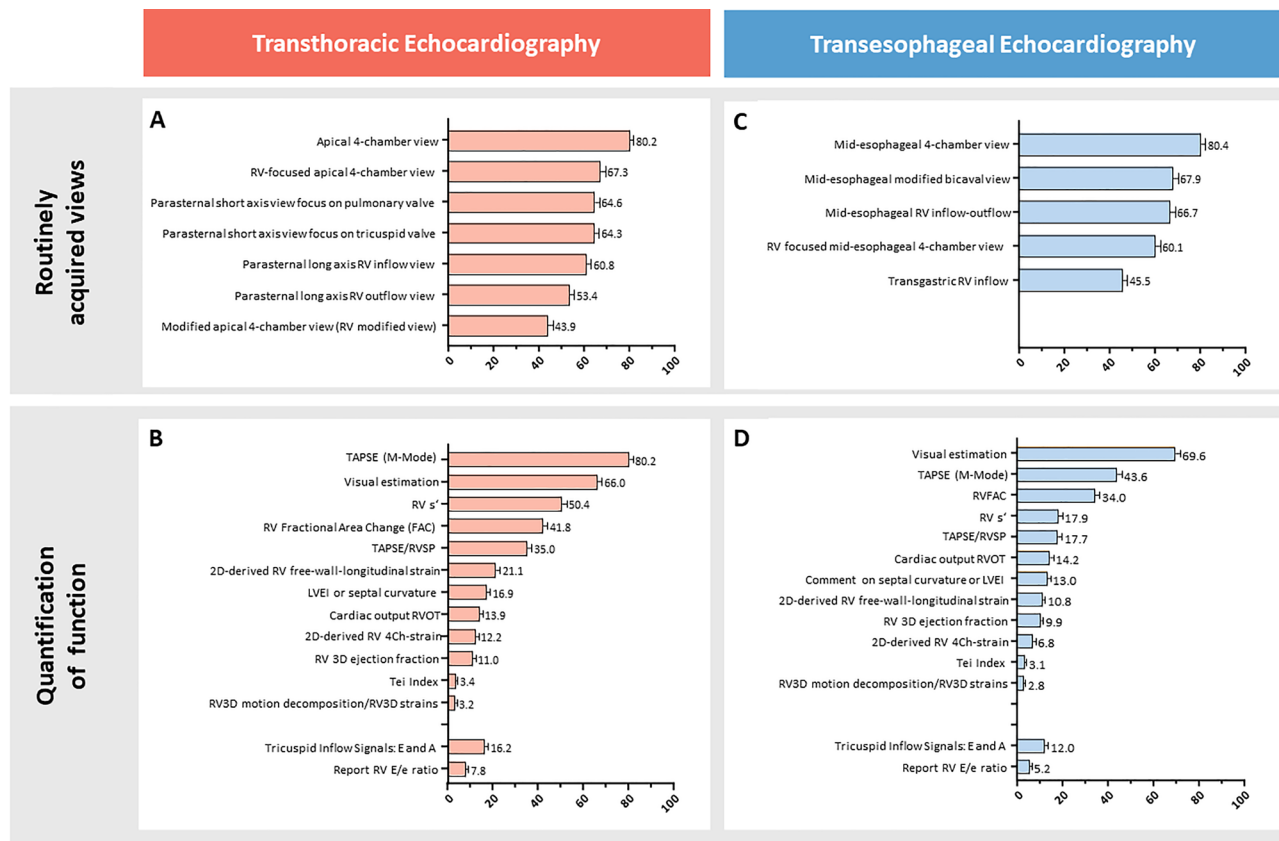 Transthoracic Echocardiography
Transesophageal Echocardiography
Routinely
acquired views
A
Apical 4-chamber view 80.2
RV-focused apical 4-chamber view 67.3
Parasternal short axis view focus on pulmonary valve 64.6
Parasternal short axis view focus on tricuspid valve 64.3
Parasternal long axis RV inflow view 60.8
Parasternal long axis RV outflow view 53.4
Modified apical 4-chamber view (RV modified view) 43.9
0 20 40 60 80 100
C
Mid-esophageal 4-chamber view 80.4
Mid-esophageal modified bicaval view 67.9
Mid-esophageal RV inflow-outflow 66.7
RV focused mid-esophageal 4-chamber view 60.1
Transgastric RV inflow 45.5
0 20 40 60 80 100
Quantification
of function
B
TAPSE (M-Mode) 80.2
Visual estimation 66.0
RV s' 50.4
RV Fractional Area Change (FAC) 41.8
TAPSE/RVSP 35.0
2D-derived RV free-wall-longitudinal strain 21.1
LVEI or septal curvature 16.9
Cardiac output RVOT 13.9
2D-derived RV 4Ch-strain 12.2
RV 3D ejection fraction 11.0
Tei Index 3.4
RV3D motion decomposition/RV3D strains 3.2
Tricuspid Inflow Signals: E and A 16.2
Report RV E/e ratio 7.8
0 20 40 60 80 100
D
Visual estimation 69.6
TAPSE (M-Mode) 43.6
RVFAC 34.0
RV s' 17.9
TAPSE/RVSP 17.7
Cardiac output RVOT 14.2
Comment on septal curvature or LVEI 13.0
2D-derived RV free-wall-longitudinal strain 10.8
RV 3D ejection fraction 9.9
2D-derived RV 4Ch-strain 6.8
Tei Index 3.1
RV3D motion decomposition/RV3D strains 2.8
Tricuspid Inflow Signals: E and A 12.0
Report RV E/e ratio 5.2
0 20 40 60 80 100